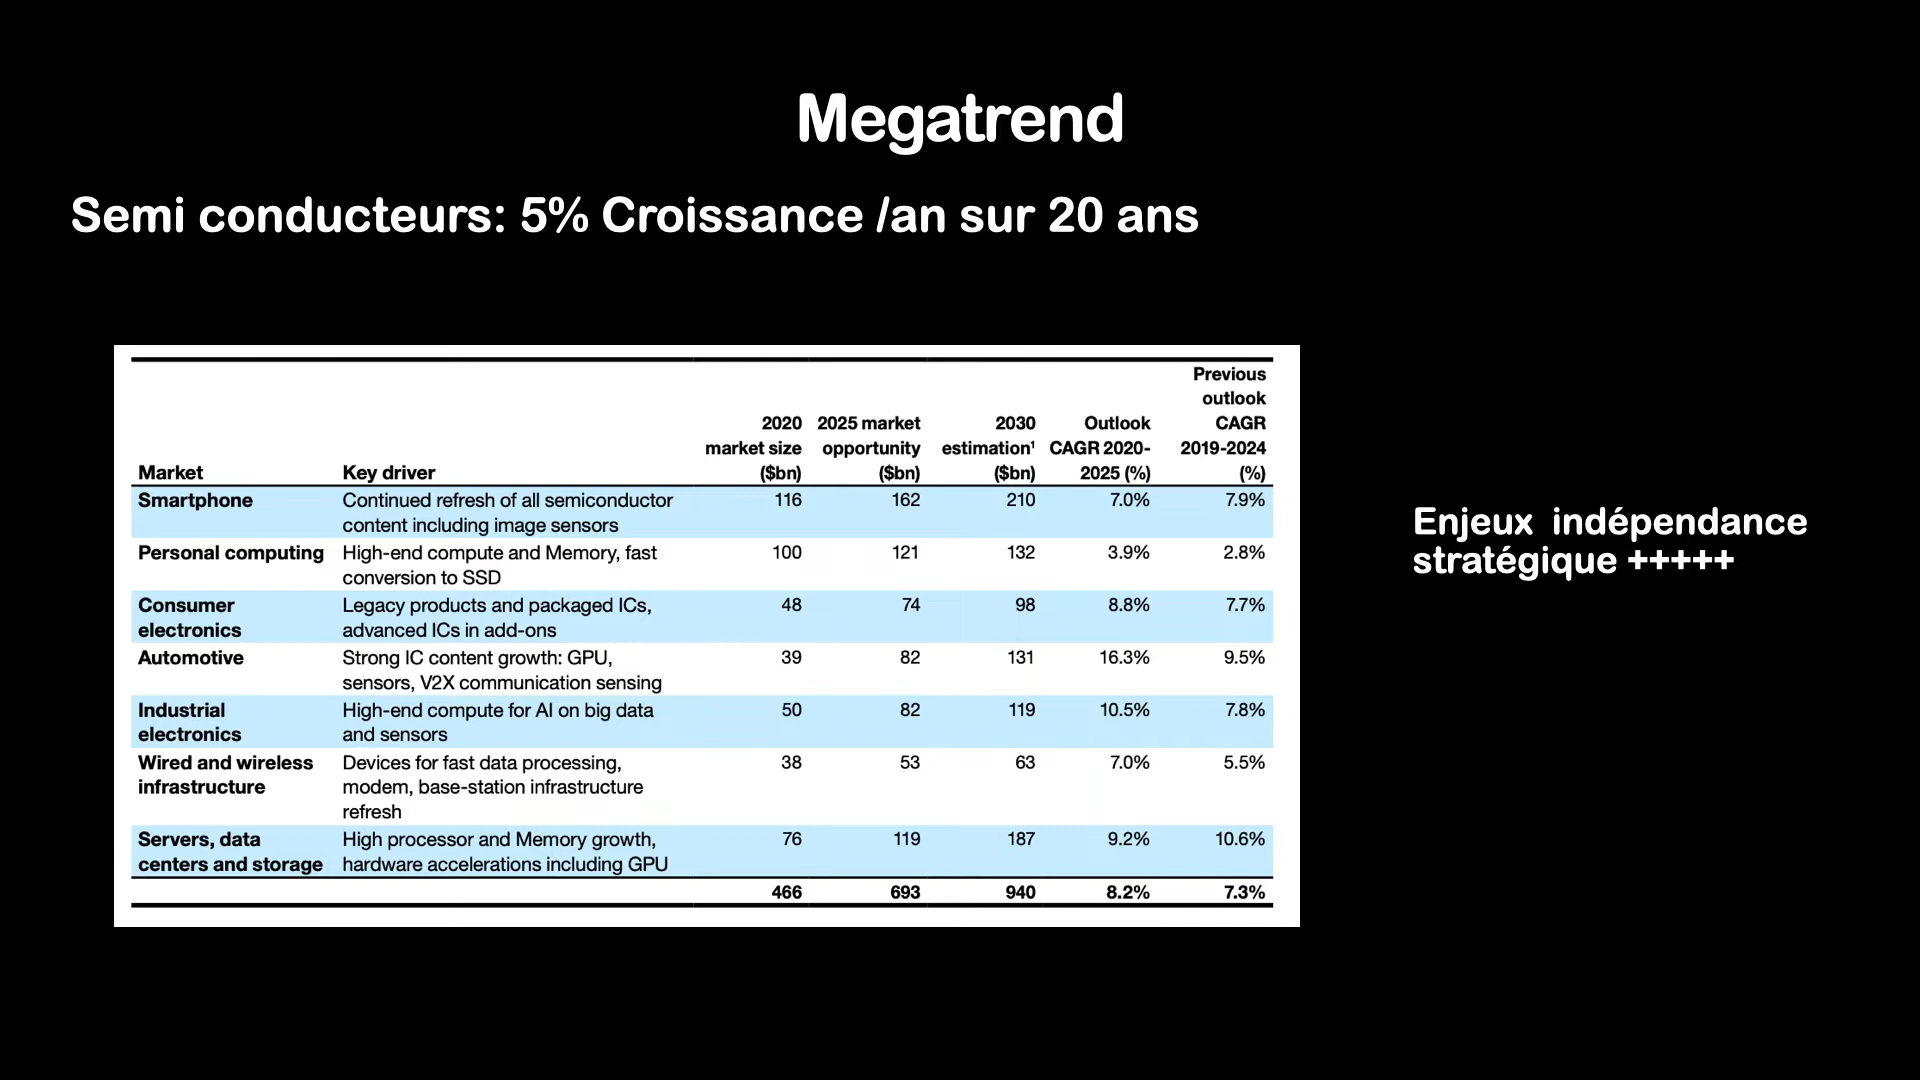 Megatrend
Semi conducteurs: 5% Croissance /an sur 20 ans
Previous
outlook
2020 2025 market 2030 Outlook CAGR
market size opportunity estimation¹ CAGR 2020- 2019-2024
Market Key driver ($bn) ($bn) ($bn) 2025 (%) (%)
Smartphone Continued refresh of all semiconductor 116 162 210 7.0% 7.9%
content including image sensors
Personal computing High-end compute and Memory, fast 100 121 132 3.9% 2.8%
conversion to SSD
Consumer Legacy products and packaged ICs, 48 74 98 8.8% 7.7%
electronics advanced ICs in add-ons
Automotive Strong IC content growth: GPU, 39 82 131 16.3% 9.5%
sensors, V2X communication sensing
Industrial High-end compute for AI on big data 50 82 119 10.5% 7.8%
electronics and sensors
Wired and wireless Devices for fast data processing, 38 53 63 7.0% 5.5%
infrastructure modem, base-station infrastructure
refresh
Servers, data High processor and Memory growth, 76 119 187 9.2% 10.6%
centers and storage hardware accelerations including GPU
466 693 940 8.2% 7.3%
Enjeux indépendance
stratégique +++++